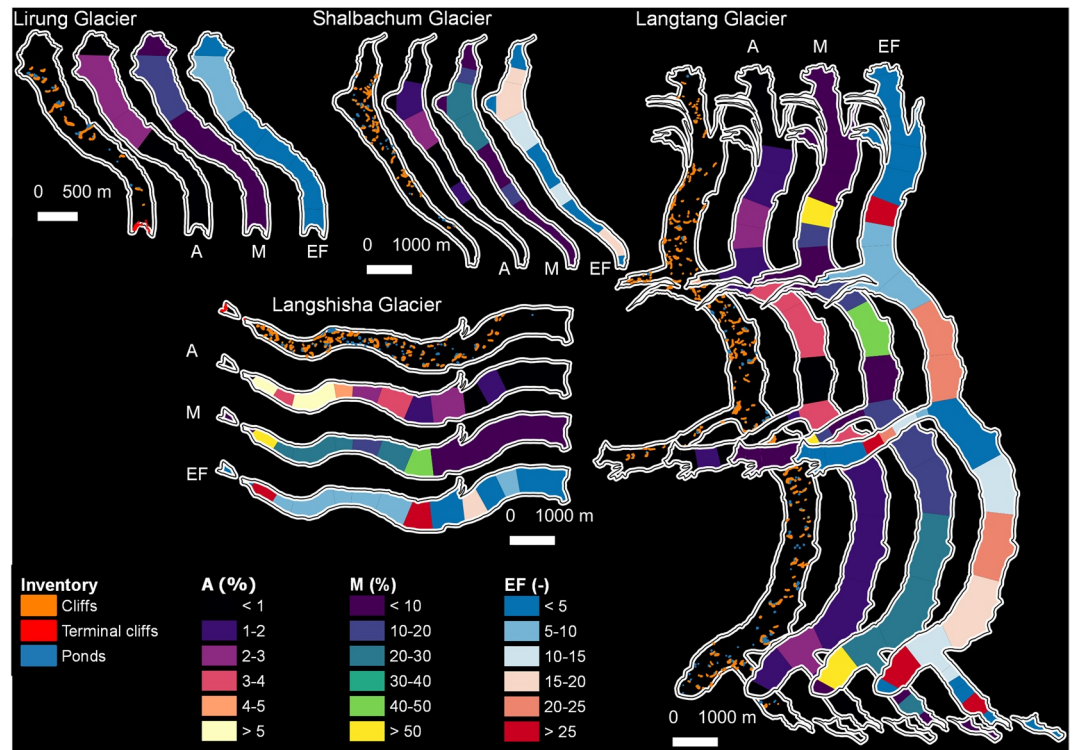 Lirung Glacier
Shalbachum Glacier
Langtang Glacier
A M EF
0 500 m
A M EF
0 1000 m
A M EF
Langshisha Glacier
A
M
EF
0 1000 m
Inventory
Cliffs
Terminal cliffs
Ponds
A (%)
< 1
1-2
2-3
3-4
4-5
> 5
M (%)
< 10
10-20
20-30
30-40
40-50
> 50
EF (-)
< 5
5-10
10-15
15-20
20-25
> 25
0 1000 m